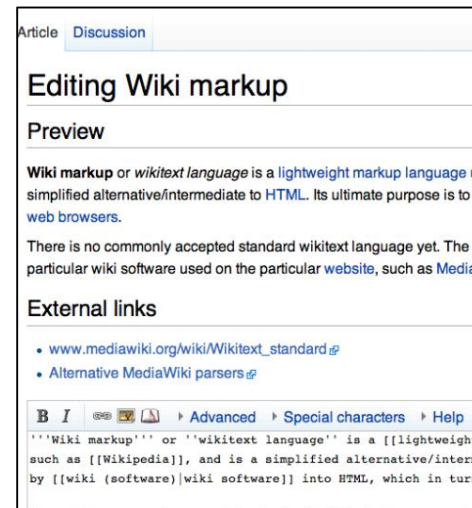 Article Discussion
Editing Wiki markup
Preview
Wiki markup or wikitext language is a lightweight markup language
simplified alternative/intermediate to HTML. Its ultimate purpose is to
web browsers.
There is no commonly accepted standard wikitext language yet. The
particular wiki software used on the particular website, such as Media
External links
• www.mediawiki.org/wiki/Wikitext_standard
• Alternative MediaWiki parsers
B I Advanced Special characters Help
'''Wiki markup''' or ''wikitext language'' is a [[lightweigh
such as [[Wikipedia]], and is a simplified alternative/inter
by [[wiki (software)|wiki software]] into HTML, which in tur